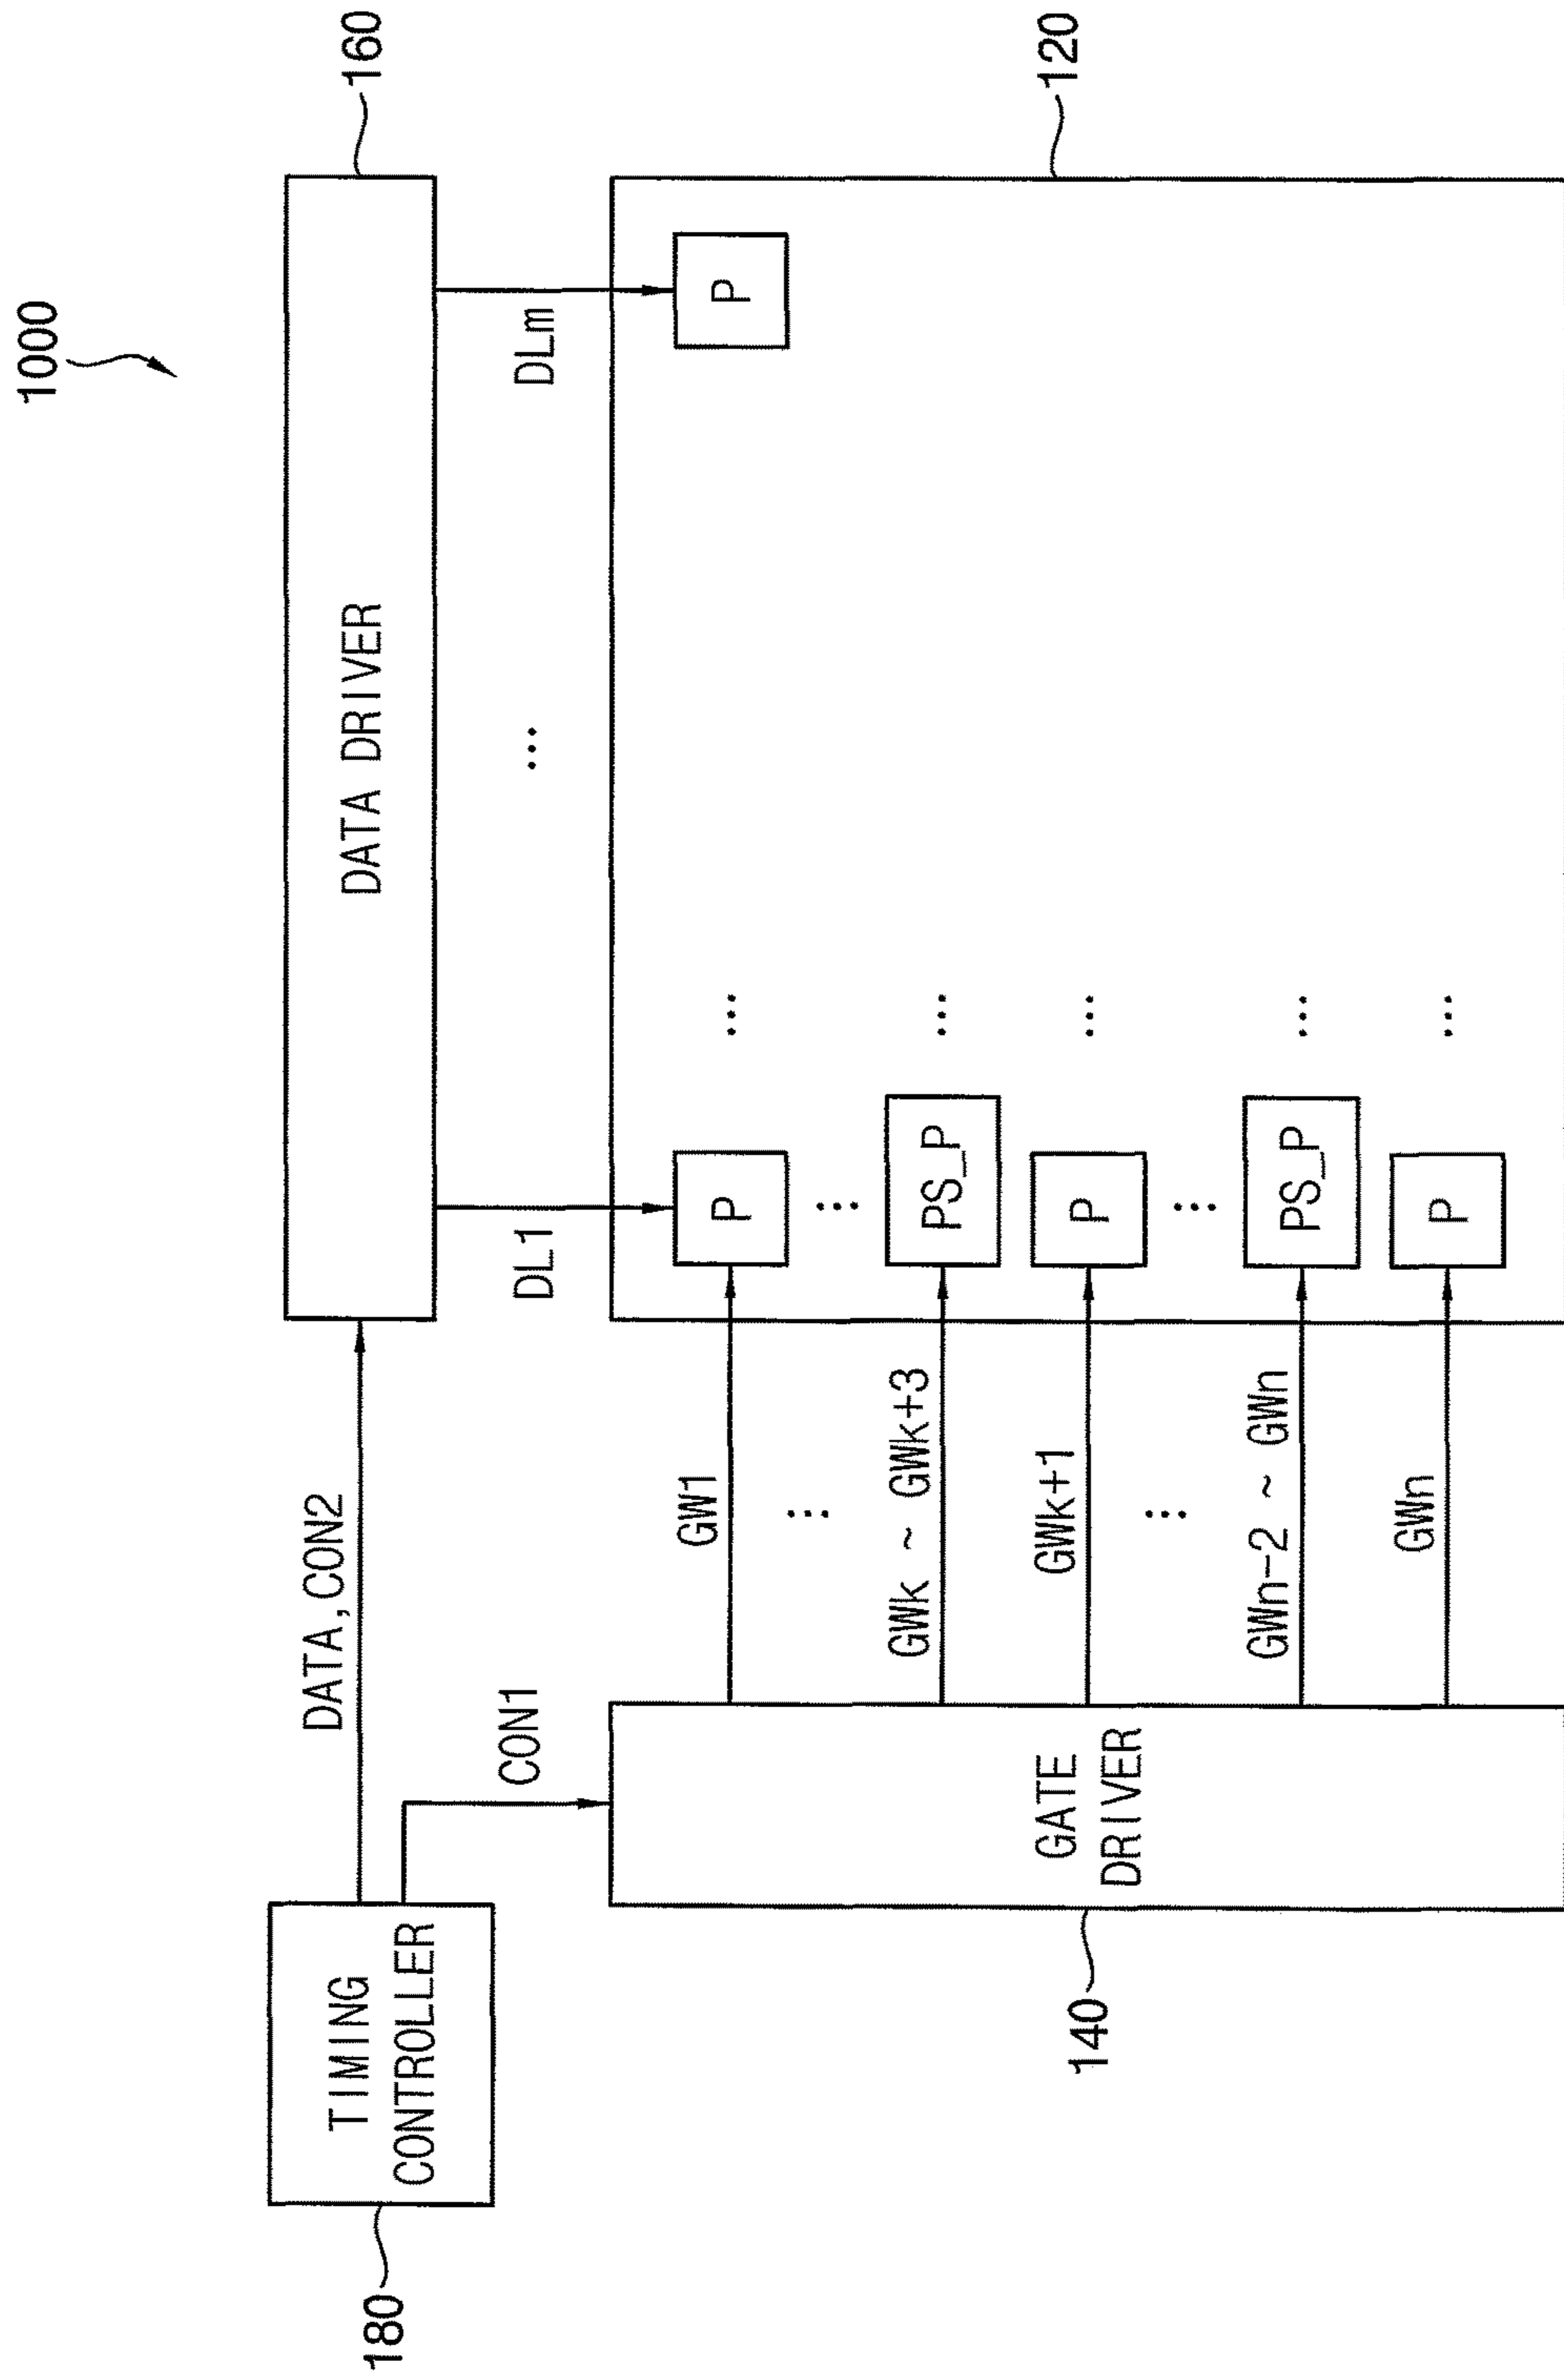 1000
160
DATA DRIVER
DATA,CON2
TIMING
CONTROLLER
180
CON1
DL1
...
DLm
120
GW1
P
...
P
...
...
GWk ~ GWk+3
PS_P
...
GWk+1
P
...
...
...
GWn-2 ~ GWn
PS_P
...
GWn
P
...
GATE
DRIVER
140